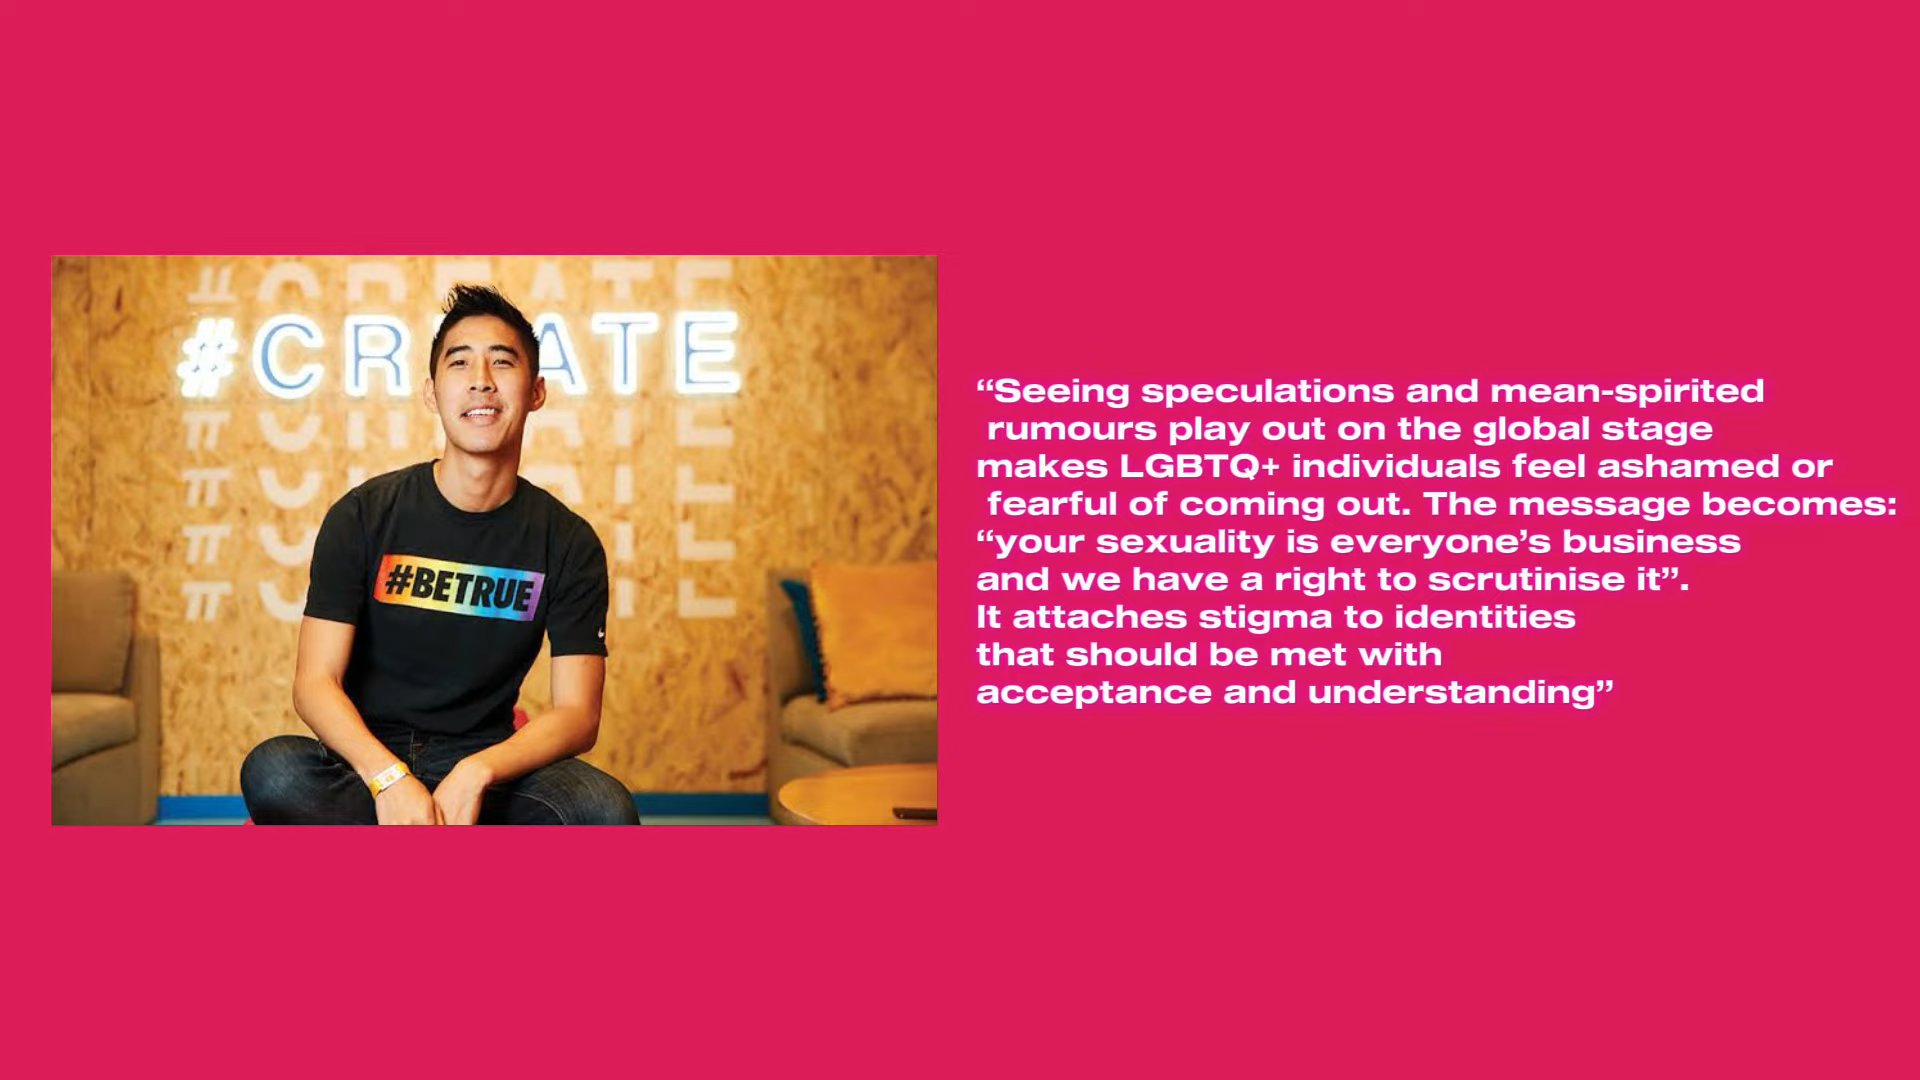 #CREATE
#CR ATE
#BETRUE
“Seeing speculations and mean-spirited
rumours play out on the global stage
makes LGBTQ+ individuals feel ashamed or
fearful of coming out. The message becomes:
“your sexuality is everyone’s business
and we have a right to scrutinise it”.
It attaches stigma to identities
that should be met with
acceptance and understanding”